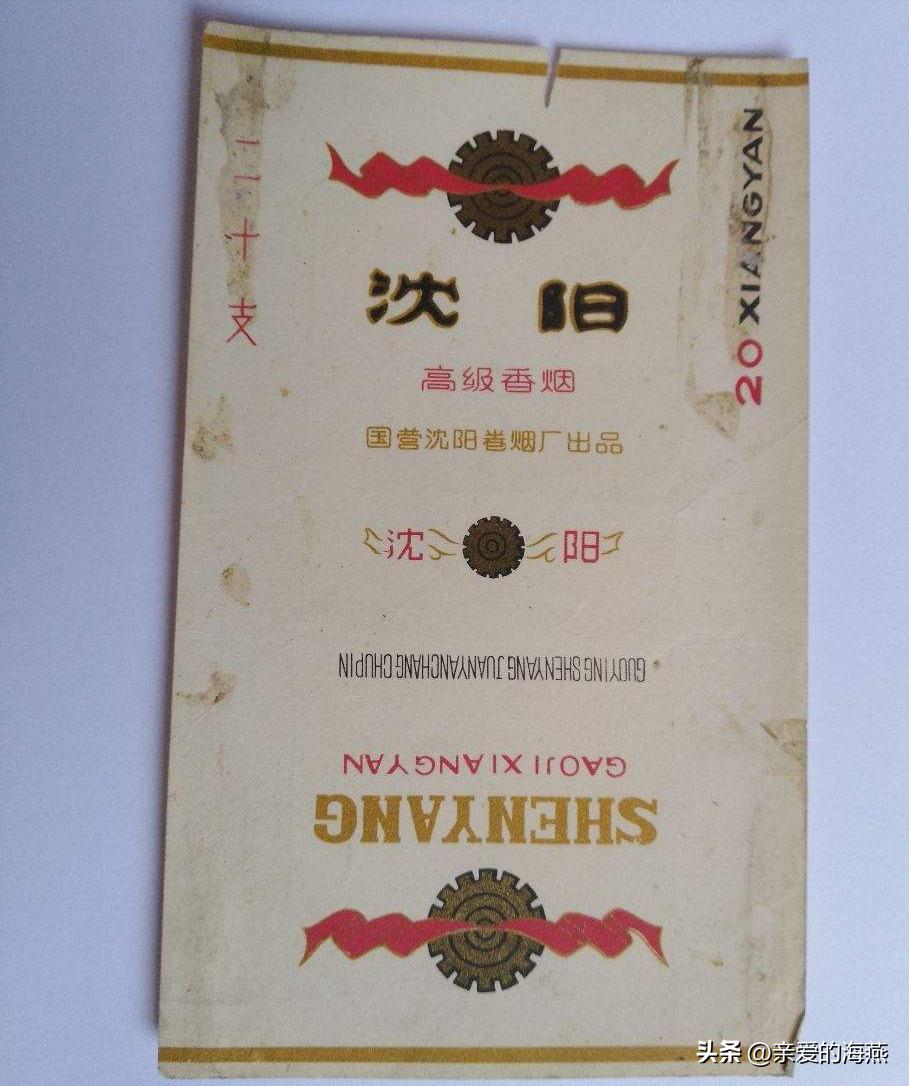 二十支
20 XIANGYAN
沈 阳
高级香烟
国营沈阳卷烟厂出品
沈 阳
GUOYING SHENYANG JUANYANCHANG CHUPIN
GAOJI XIANGYAN
SHENYANG
头条 @亲爱的海燕